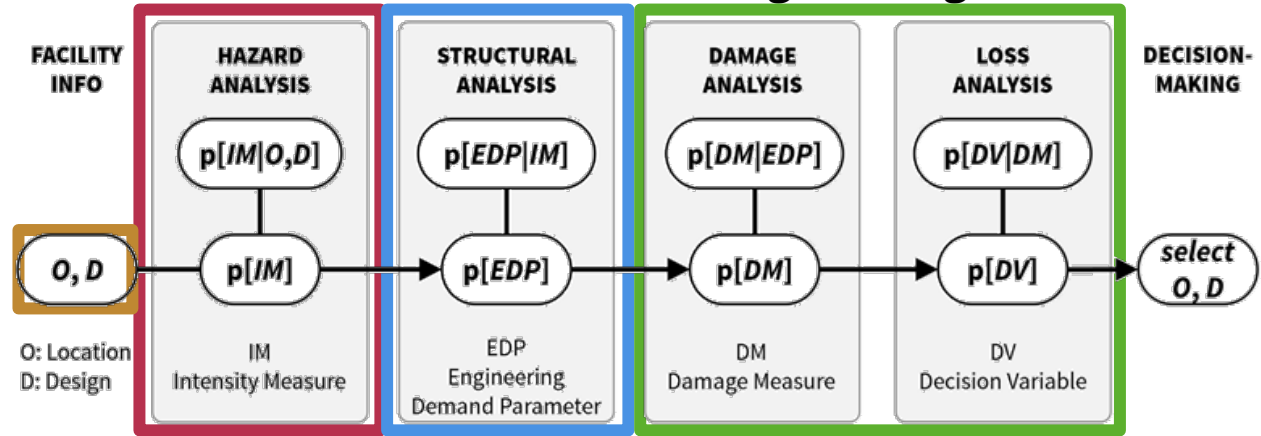 FACILITY
INFO
HAZARD
ANALYSIS
STRUCTURAL
ANALYSIS
DAMAGE
ANALYSIS
LOSS
ANALYSIS
DECISION-
MAKING
p[IM|O,D]
p[EDP|IM]
p[DM|EDP]
p[DV|DM]
O, D
p[IM]
p[EDP]
p[DM]
p[DV]
select
O, D
O: Location
D: Design
IM
Intensity Measure
EDP
Engineering
Demand Parameter
DM
Damage Measure
DV
Decision Variable